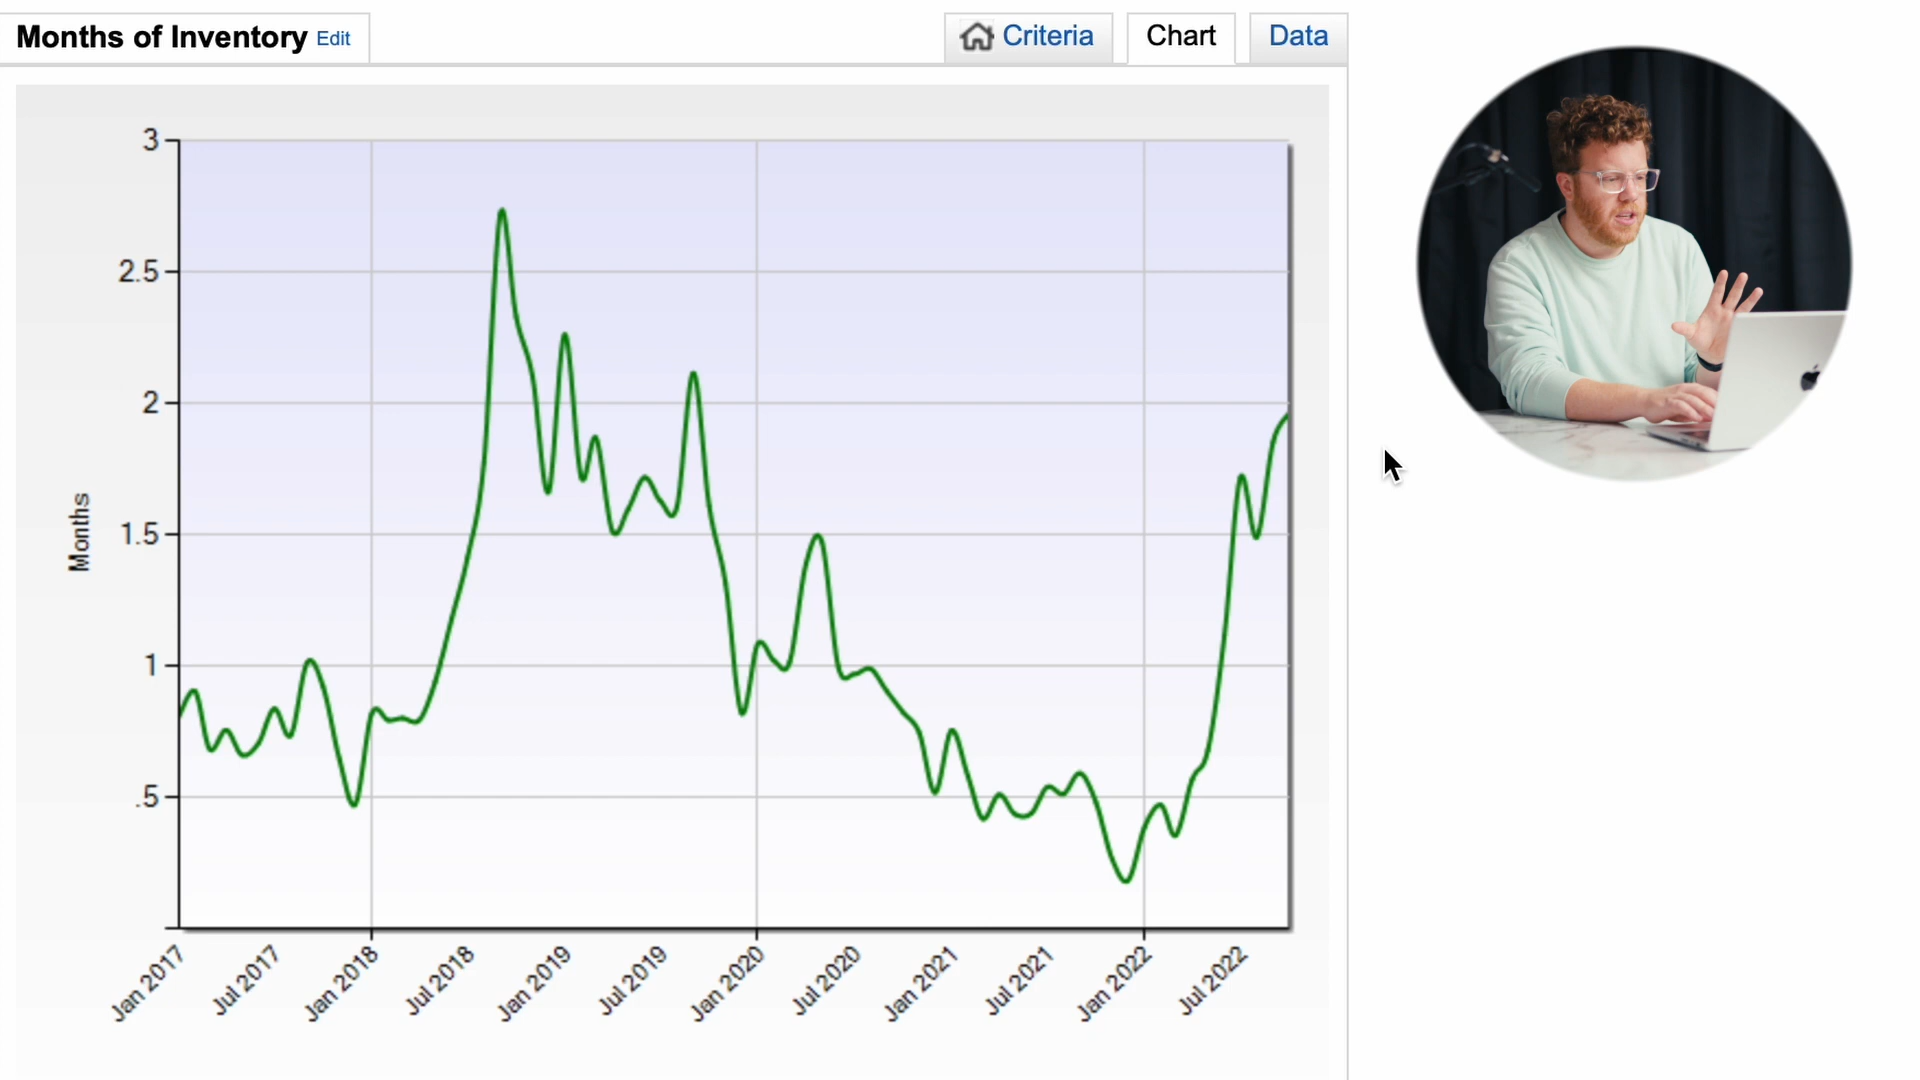 Months of Inventory Edit
Criteria
Chart
Data
3
2.5
2
1.5
1
.5
Months
Jan 2017
Jul 2017
Jan 2018
Jul 2018
Jan 2019
Jul 2019
Jan 2020
Jul 2020
Jan 2021
Jul 2021
Jan 2022
Jul 2022